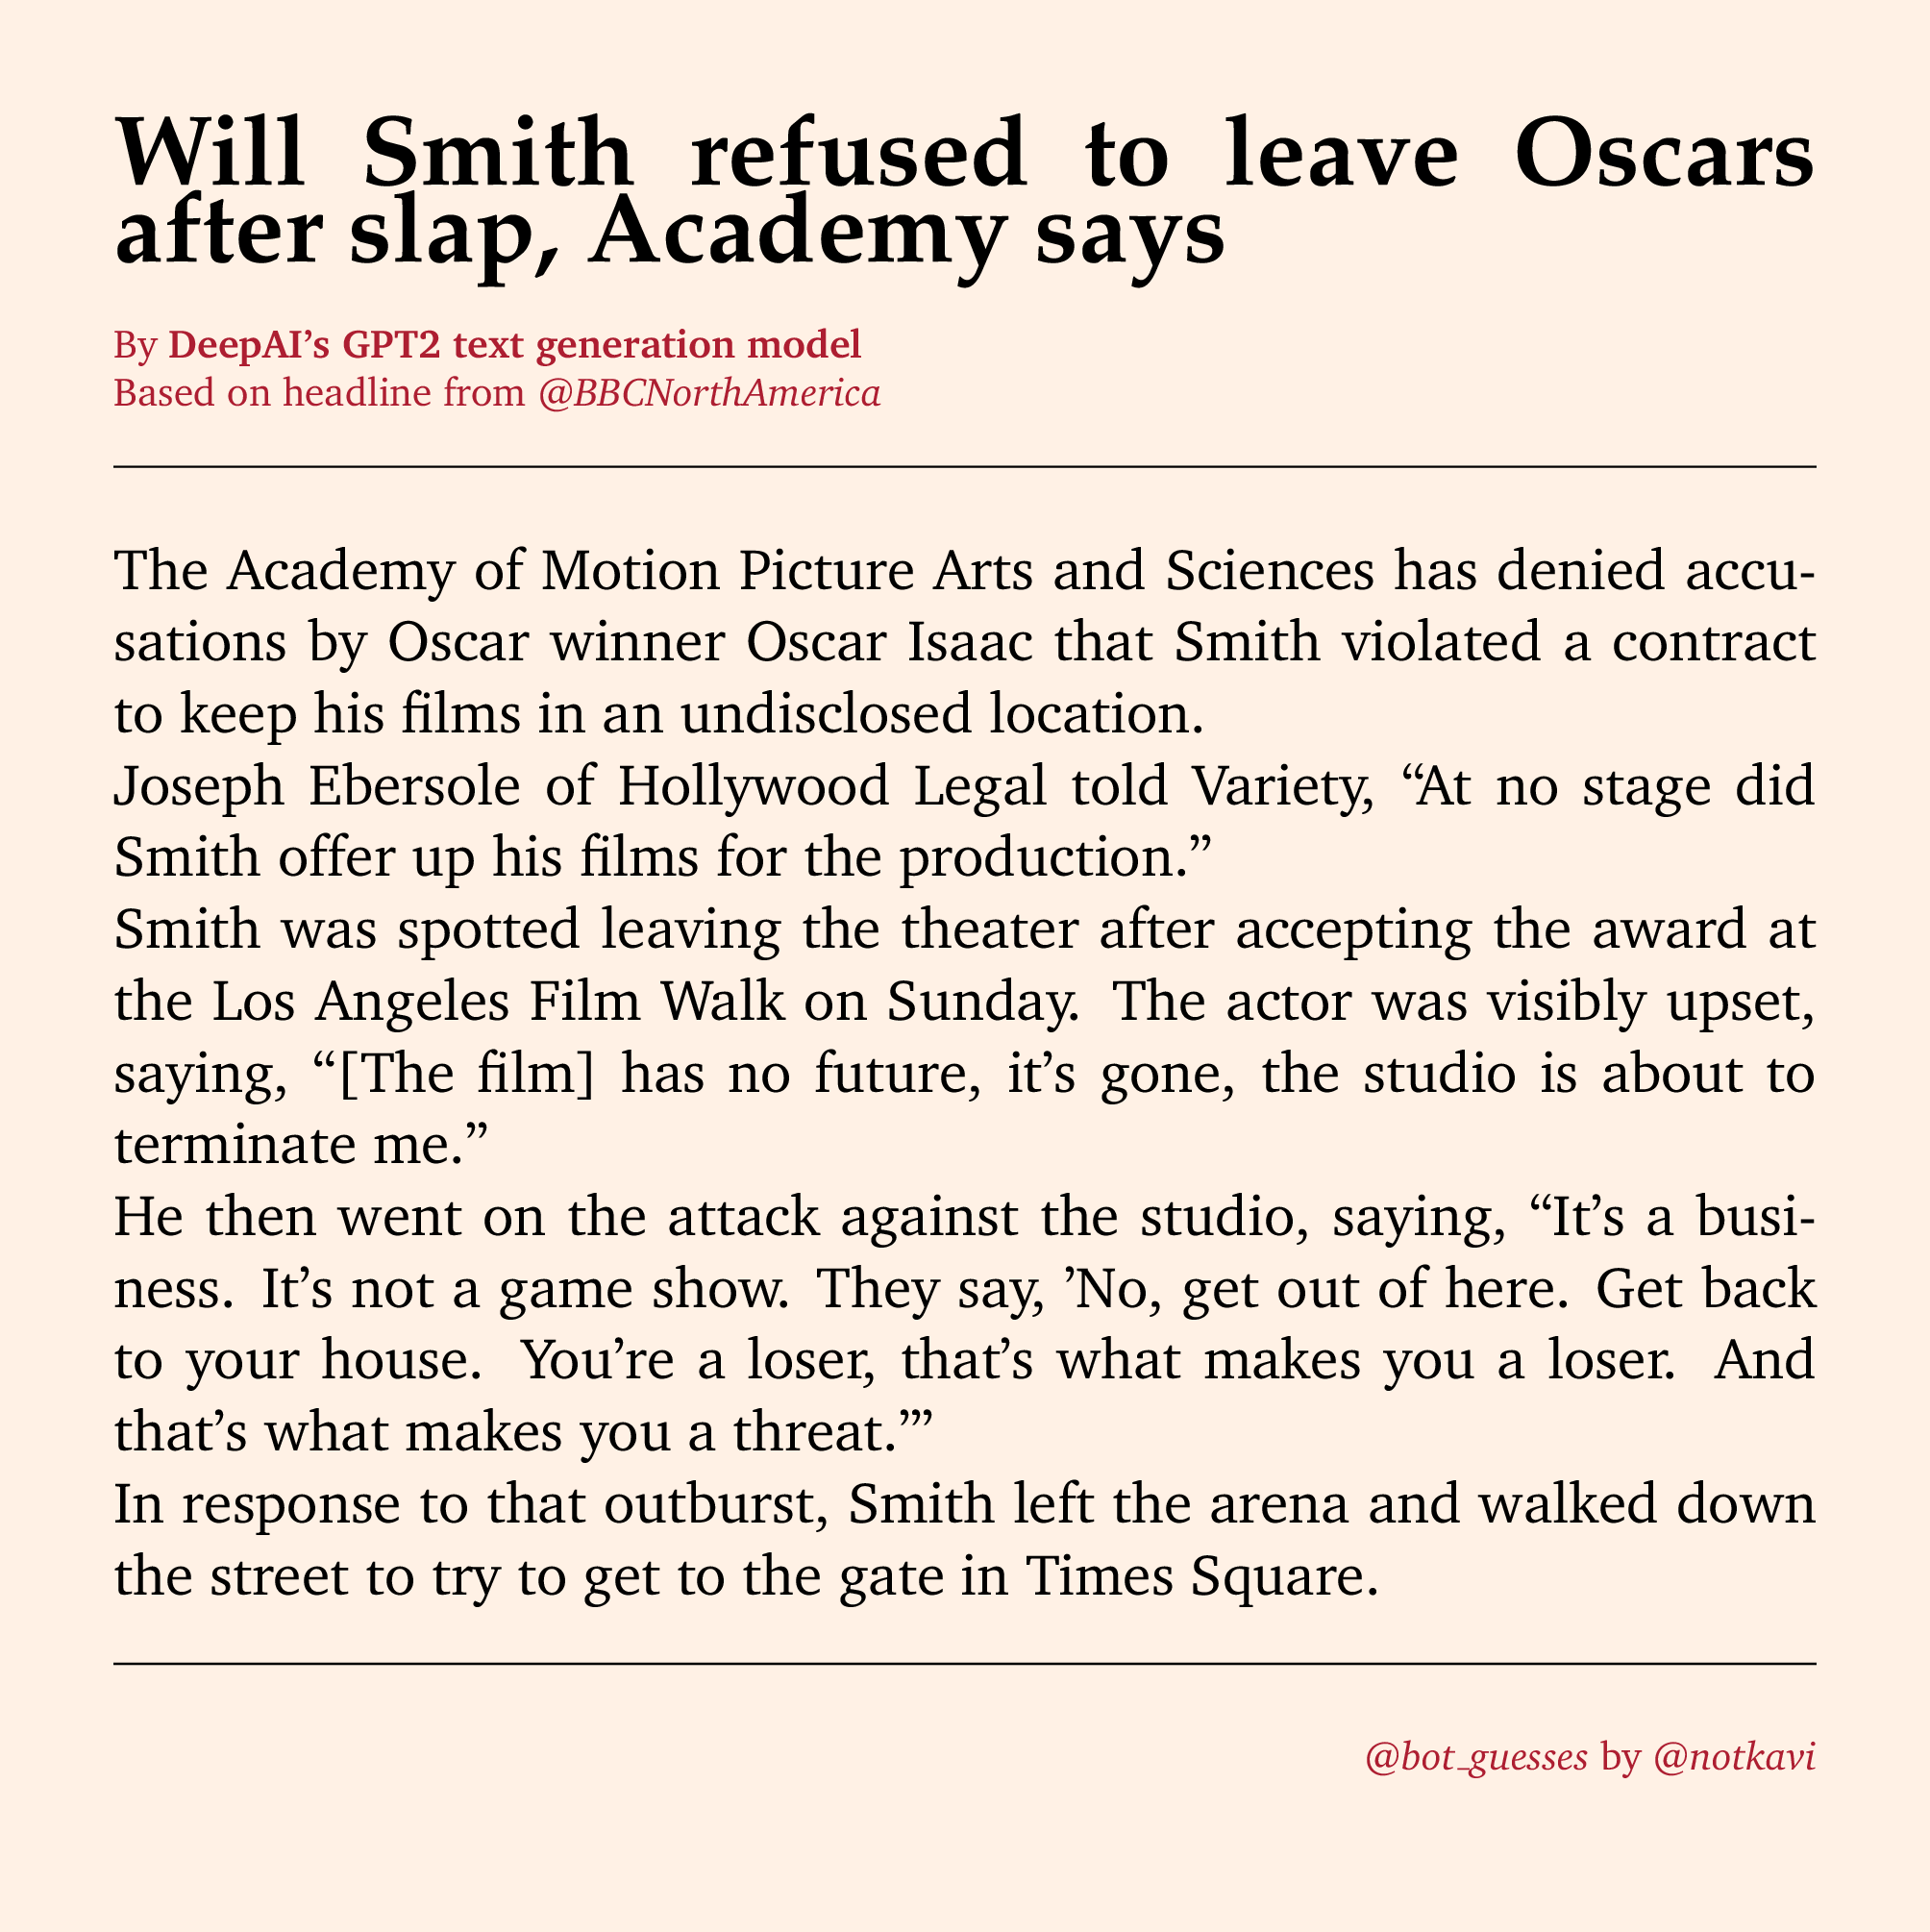 Will Smith refused to leave Oscars
after slap, Academy says
By DeepAI’s GPT2 text generation model
Based on headline from @BBCNorthAmerica
The Academy of Motion Picture Arts and Sciences has denied accu-
sations by Oscar winner Oscar Isaac that Smith violated a contract
to keep his films in an undisclosed location.
Joseph Ebersole of Hollywood Legal told Variety, “At no stage did
Smith offer up his films for the production.”
Smith was spotted leaving the theater after accepting the award at
the Los Angeles Film Walk on Sunday. The actor was visibly upset,
saying, “[The film] has no future, it’s gone, the studio is about to
terminate me.”
He then went on the attack against the studio, saying, “It’s a busi-
ness. It’s not a game show. They say, ’No, get out of here. Get back
to your house. You’re a loser, that’s what makes you a loser. And
that’s what makes you a threat.’”
In response to that outburst, Smith left the arena and walked down
the street to try to get to the gate in Times Square.
@bot_guesses by @notkavi